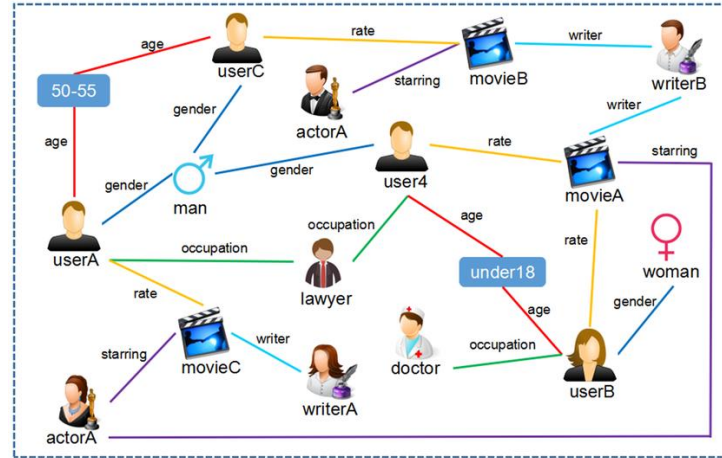 age
userC
rate
writer
movieB
writerB
50-55
starring
actorA
gender
writer
age
gender
man
gender
user4
rate
movieA
starring
userA
occupation
occupation
lawyer
age
under18
rate
woman
rate
starring
movieC
writer
writerA
doctor
occupation
age
gender
userB
actorA